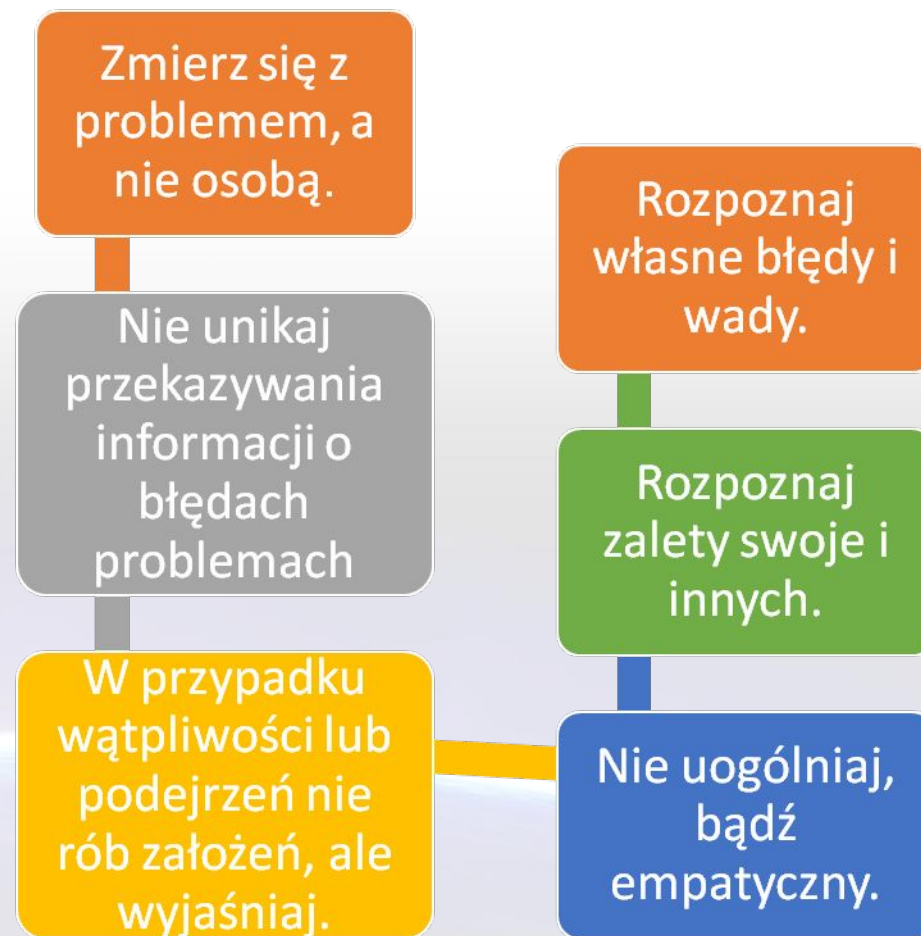 Zmierz się z
problemem, a
nie osobą.
Nie unikaj
przekazywania
informacji o
błędach
problemach
W przypadku
wątpliwości lub
podejrzeń nie
rób założeń, ale
wyjaśniaj.
Nie uogólniaj,
bądź
empatyczny.
Rozpoznaj
zalety swoje i
innych.
Rozpoznaj
własne błędy i
wady.